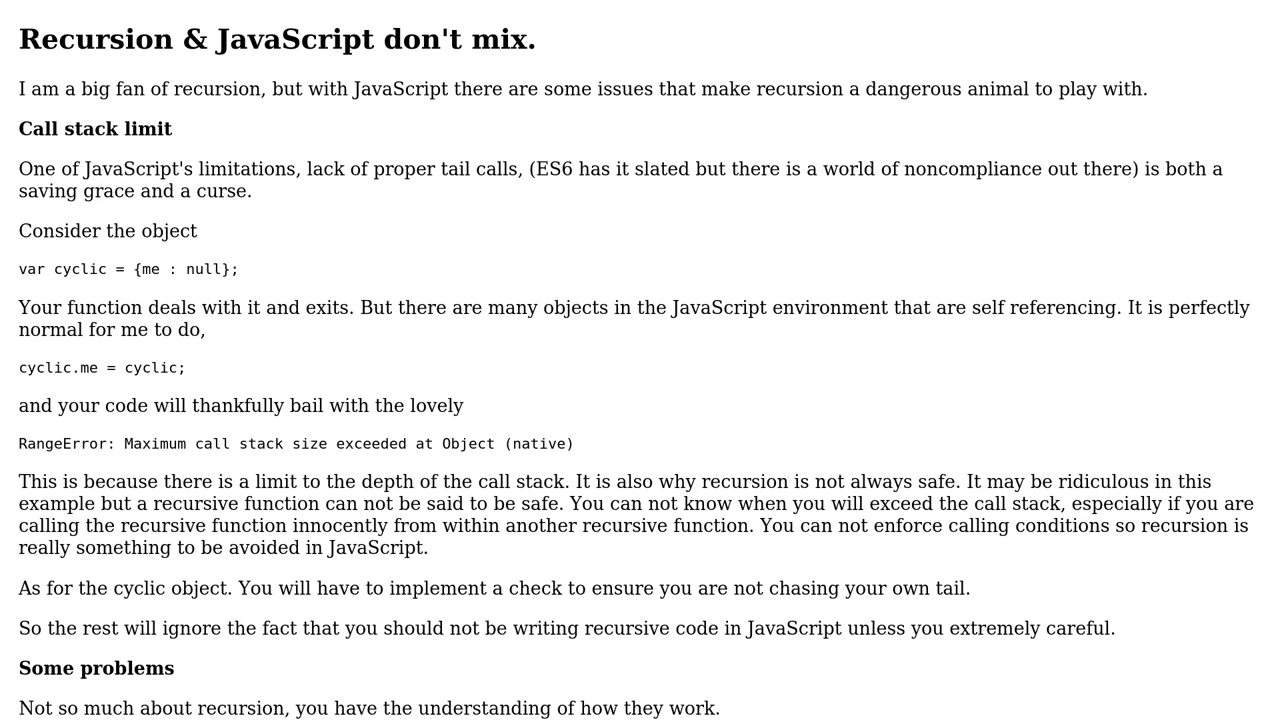 Recursion & JavaScript don't mix.
I am a big fan of recursion, but with JavaScript there are some issues that make recursion a dangerous animal to play with.
Call stack limit
One of JavaScript's limitations, lack of proper tail calls, (ES6 has it slated but there is a world of noncompliance out there) is both a
saving grace and a curse.
Consider the object
var cyclic = {me : null};
Your function deals with it and exits. But there are many objects in the JavaScript environment that are self referencing. It is perfectly
normal for me to do,
cyclic.me = cyclic;
and your code will thankfully bail with the lovely
RangeError: Maximum call stack size exceeded at Object (native)
This is because there is a limit to the depth of the call stack. It is also why recursion is not always safe. It may be ridiculous in this
example but a recursive function can not be said to be safe. You can not know when you will exceed the call stack, especially if you are
calling the recursive function innocently from within another recursive function. You can not enforce calling conditions so recursion is
really something to be avoided in JavaScript.
As for the cyclic object. You will have to implement a check to ensure you are not chasing your own tail.
So the rest will ignore the fact that you should not be writing recursive code in JavaScript unless you extremely careful.
Some problems
Not so much about recursion, you have the understanding of how they work.